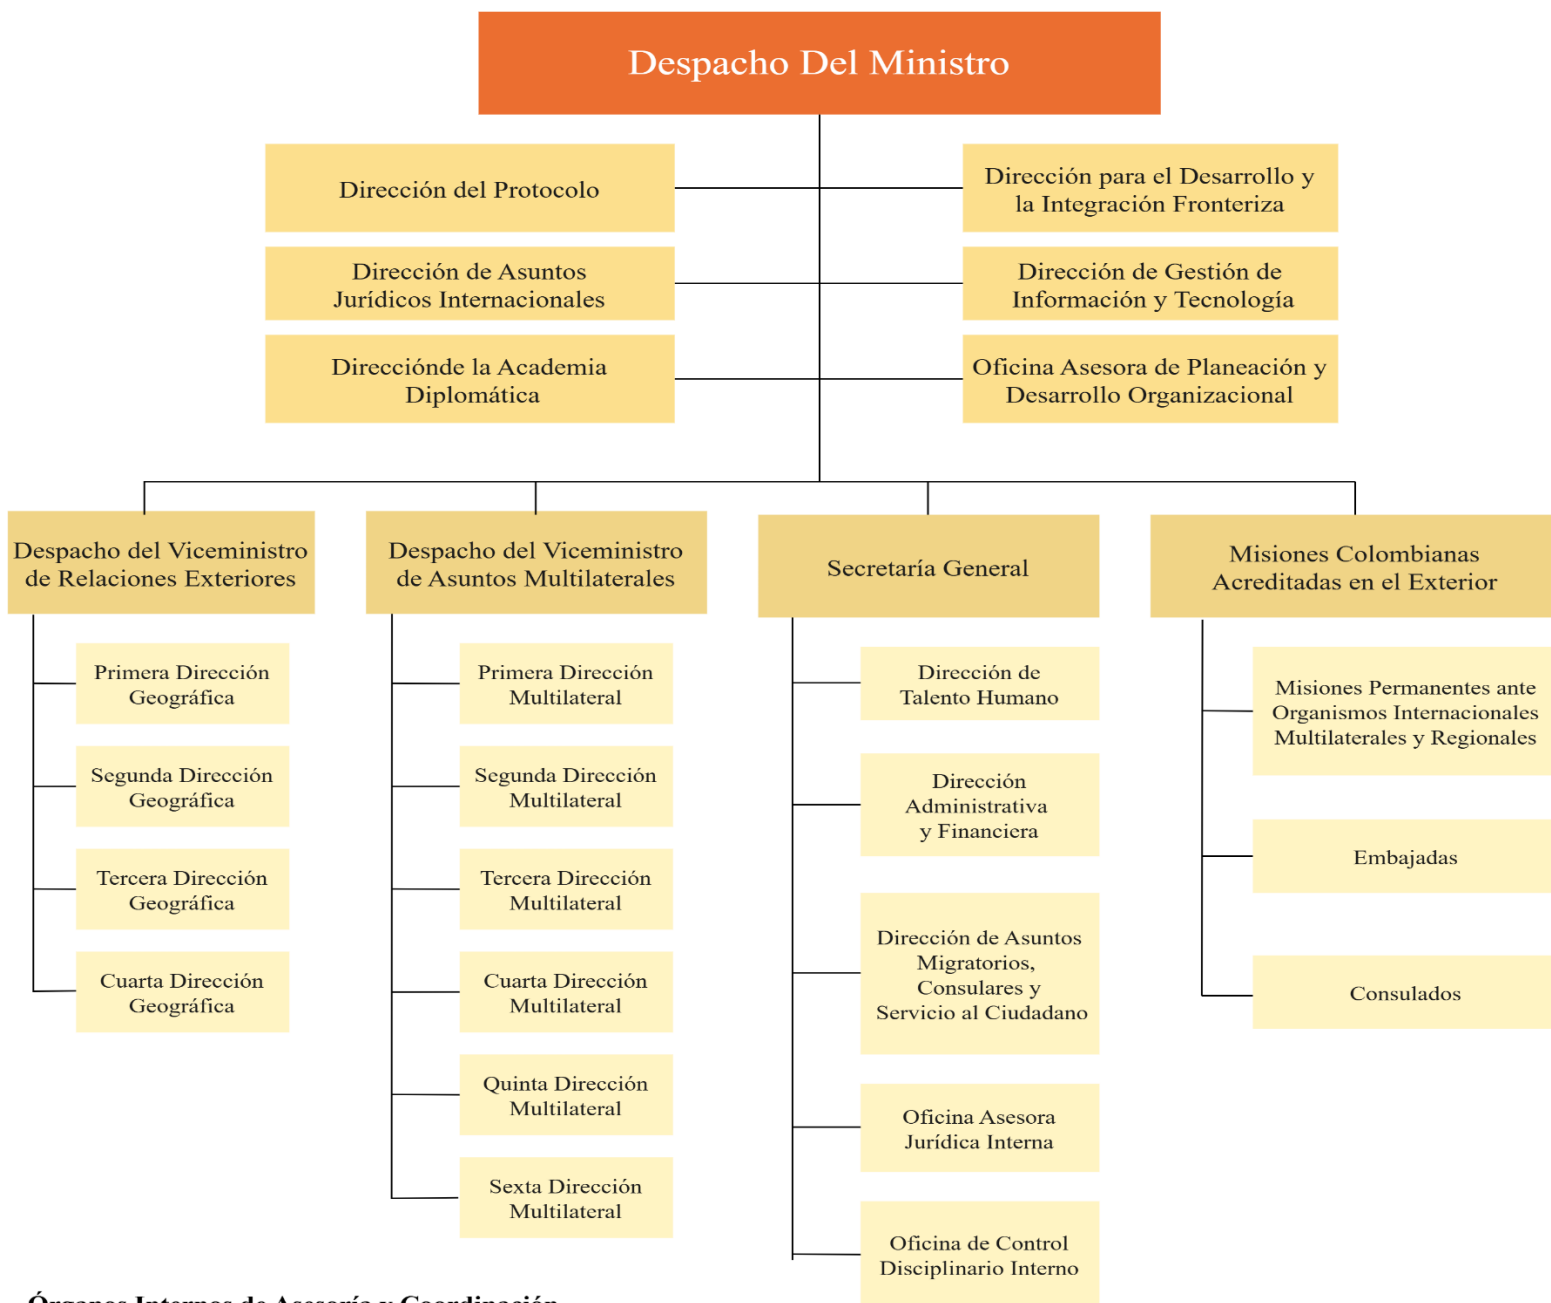 Despacho Del Ministro
Dirección del Protocolo
Dirección para el Desarrollo y
la Integración Fronteriza
Dirección de Asuntos
Jurídicos Internacionales
Dirección de Gestión de
Información y Tecnología
Direcciónde la Academia
Diplomática
Oficina Asesora de Planeación y
Desarrollo Organizacional
Despacho del Viceministro
de Relaciones Exteriores
Primera Dirección
Geográfica
Segunda Dirección
Geográfica
Tercera Dirección
Geográfica
Cuarta Dirección
Geográfica
Despacho del Viceministro
de Asuntos Multilaterales
Primera Dirección
Multilateral
Segunda Dirección
Multilateral
Tercera Dirección
Multilateral
Cuarta Dirección
Multilateral
Quinta Dirección
Multilateral
Sexta Dirección
Multilateral
Secretaría General
Dirección de
Talento Humano
Dirección
Administrativa
y Financiera
Dirección de Asuntos
Migratorios,
Consulares y
Servicio al Ciudadano
Oficina Asesora
Jurídica Interna
Oficina de Control
Disciplinario Interno
Misiones Colombianas
Acreditadas en el Exterior
Misiones Permanentes ante
Organismos Internacionales
Multilaterales y Regionales
Embajadas
Consulados
Órganos Internos de Asesoría y Coordinación